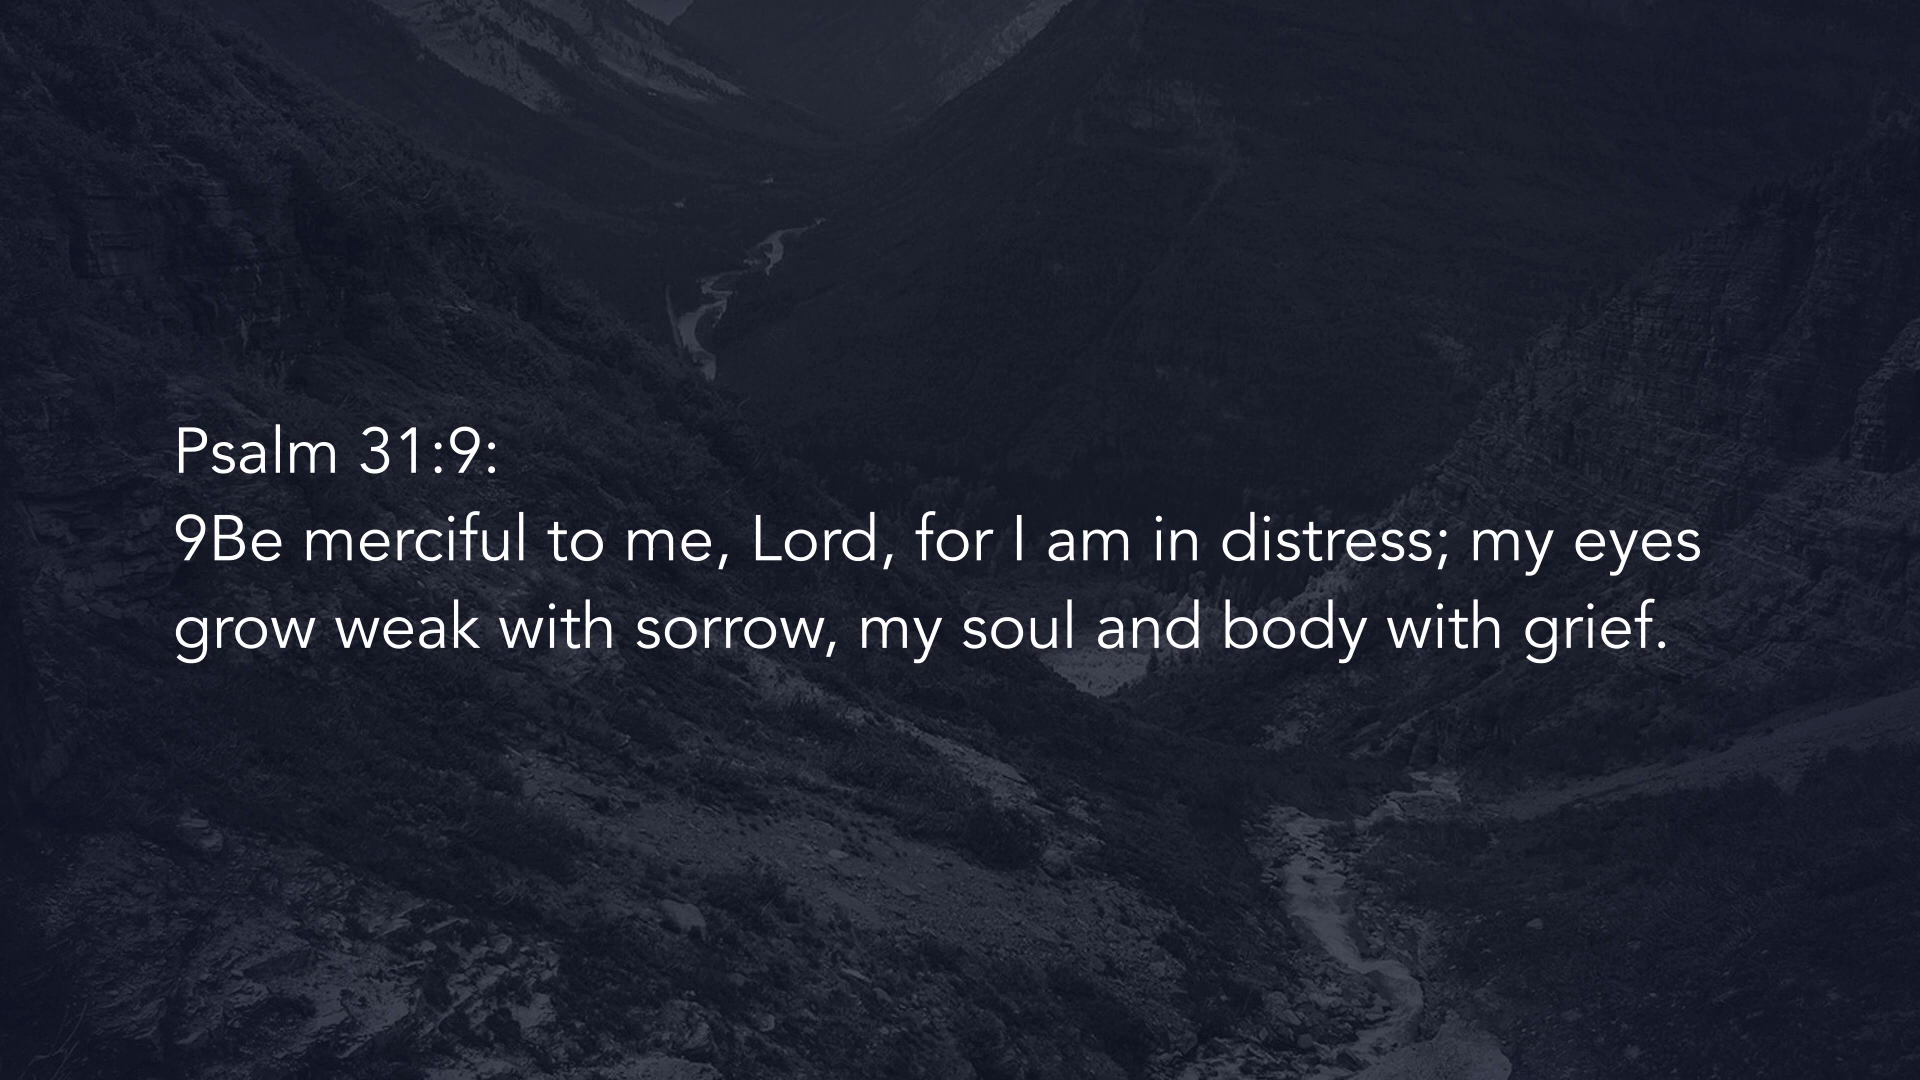 Psalm 31:9:
9Be merciful to me, Lord, for I am in distress; my eyes
grow weak with sorrow, my soul and body with grief.